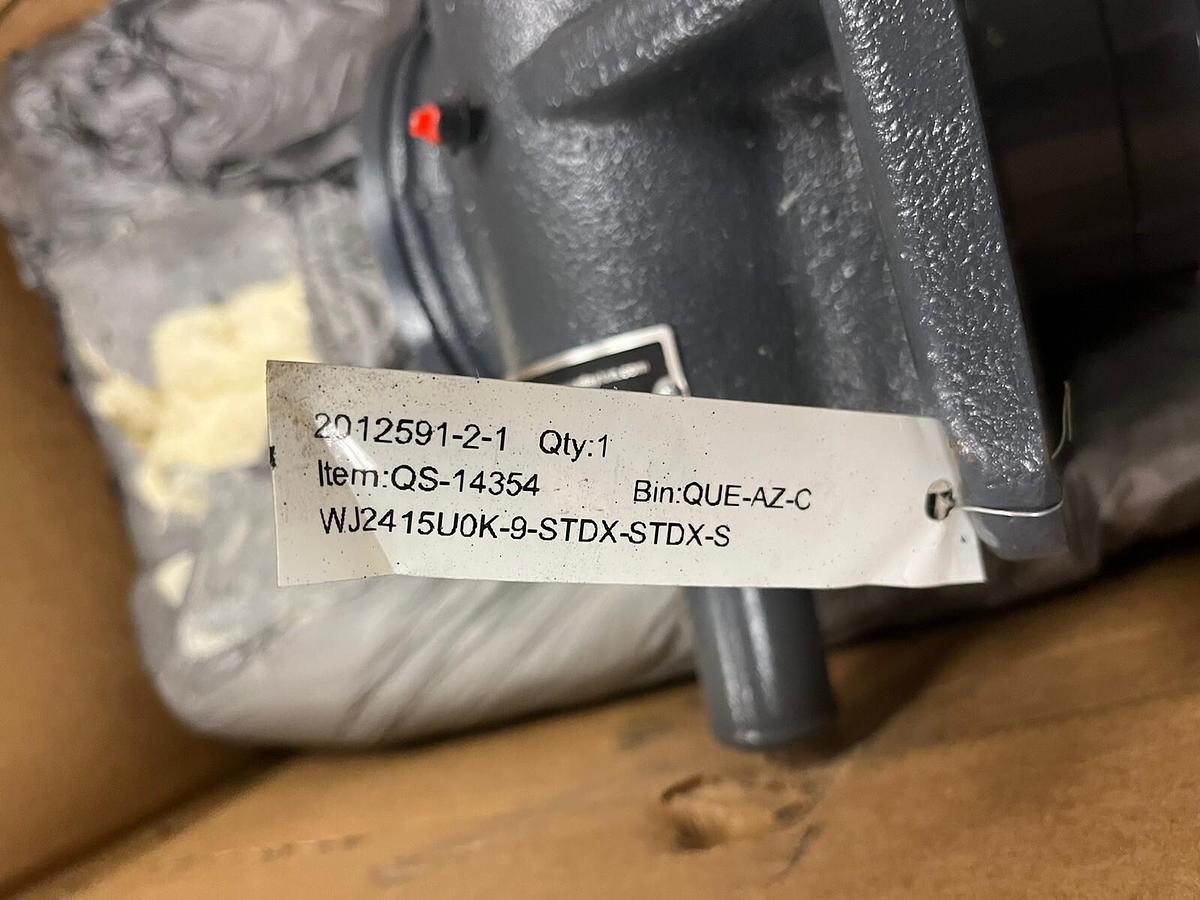 2012591-2-1 Qty:1
Item:QS-14354 Bin:QUE-AZ-C
WJ2415U0K-9-STDX-STDX-S